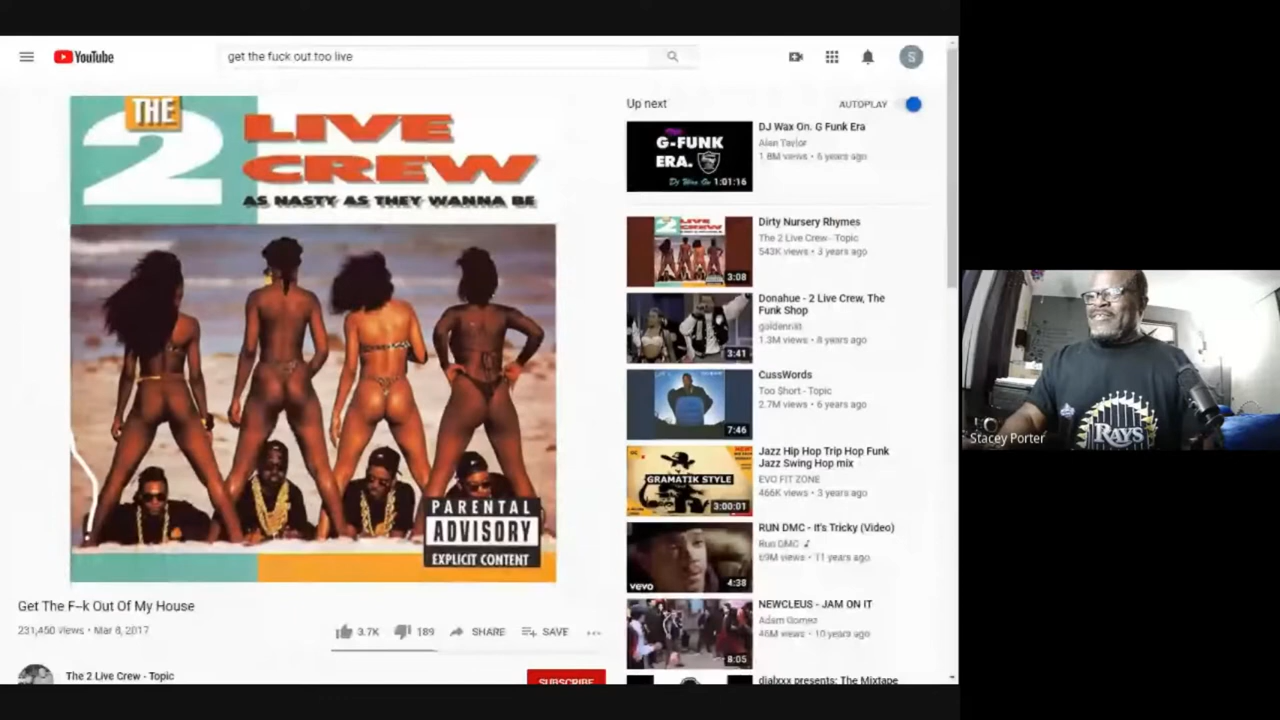 YouTube
get the fuck out too live
S
THE
2 LIVE
CREW
AS NASTY AS THEY WANNA BE
PARENTAL
ADVISORY
EXPLICIT CONTENT
Get The F--k Out Of My House
231,450 views • Mar 6, 2017
3.7K
189
SHARE
SAVE
The 2 Live Crew - Topic
SUBSCRIBE
Up next
AUTOPLAY
G-FUNK
ERA.
1:01:16
DJ Wax On. G Funk Era
Alan Taylor
1.8M views • 6 years ago
2 LIVE
CREW
3:08
Dirty Nursery Rhymes
The 2 Live Crew - Topic
543K views • 3 years ago
3:41
Donahue - 2 Live Crew, The
Funk Shop
1.3M views • 8 years ago
7:46
CussWords
Too $hort - Topic
2.7M views • 6 years ago
GRAMATIK STYLE
3:00:01
Jazz Hip Hop Trip Hop Funk
Jazz Swing Hop mix
EVO FIT ZONE
466K views • 3 years ago
vevo
4:38
RUN DMC - It's Tricky (Video)
Run DMC
69M views • 11 years ago
8:05
NEWCLEUS - JAM ON IT
Adam Gomez
46M views • 10 years ago
dialxxx presents: The Mixtape
RAYS
Stacey Porter